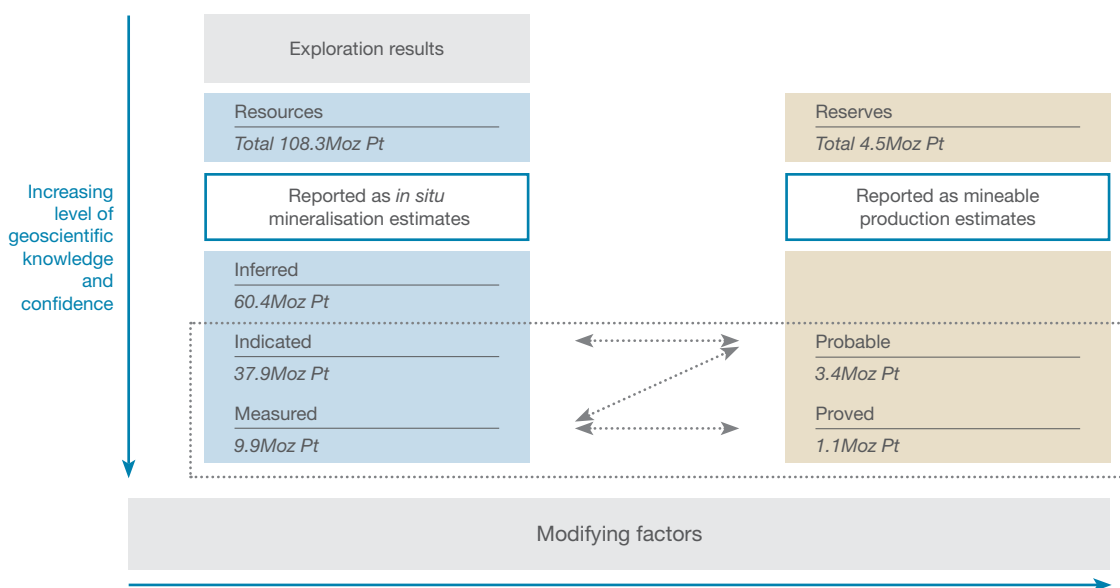 Exploration results
Resources
Total 108.3Moz Pt
Reserves
Total 4.5Moz Pt
Increasing
level of
geoscientific
knowledge
and
confidence
Reported as in situ
mineralisation estimates
Reported as mineable
production estimates
Inferred
60.4Moz Pt
Indicated
37.9Moz Pt
Probable
3.4Moz Pt
Measured
9.9Moz Pt
Proved
1.1Moz Pt
Modifying factors